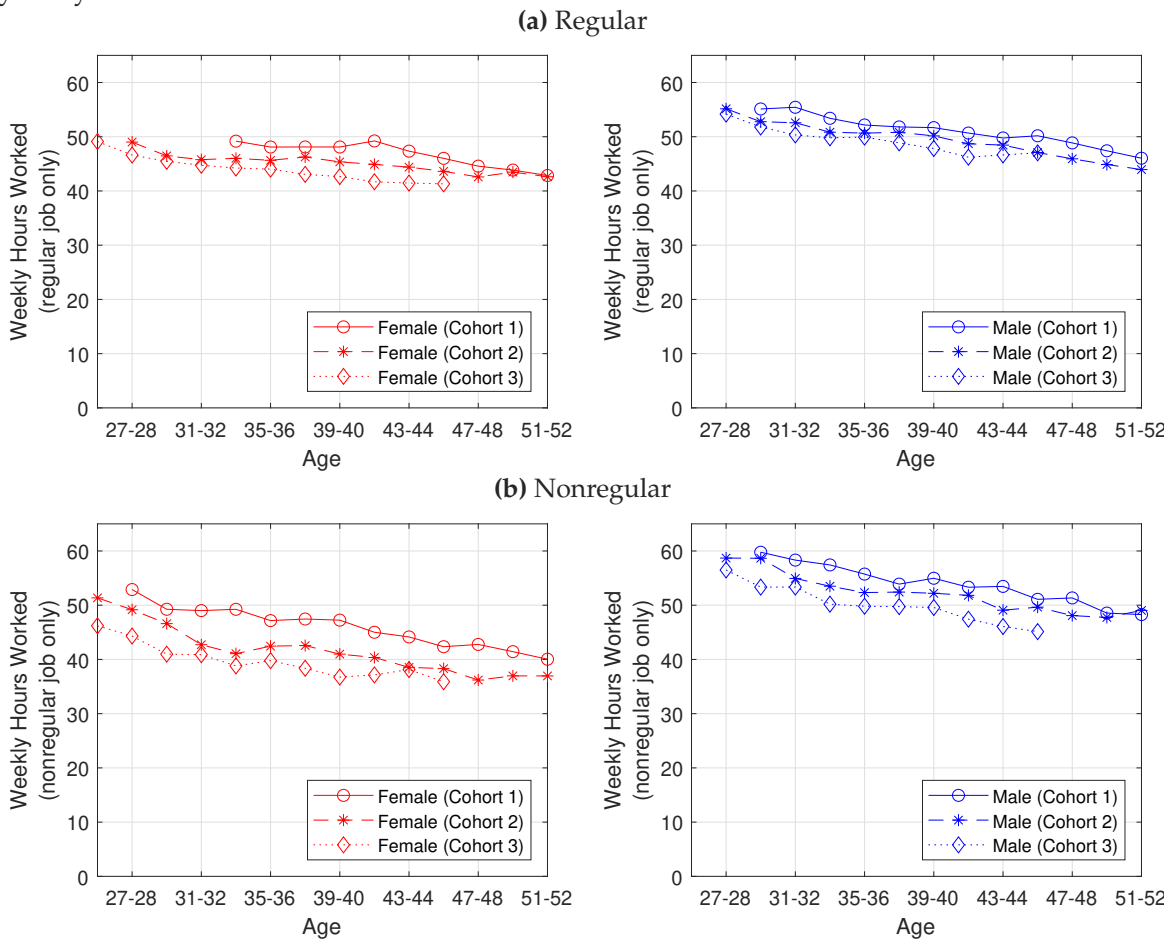 (a) Regular
Weekly Hours Worked
(regular job only)
60
50
40
30
20
10
0
27-28 31-32 35-36 39-40 43-44 47-48 51-52
Age
Female (Cohort 1)
Female (Cohort 2)
Female (Cohort 3)
Weekly Hours Worked
(regular job only)
60
50
40
30
20
10
0
27-28 31-32 35-36 39-40 43-44 47-48 51-52
Age
Male (Cohort 1)
Male (Cohort 2)
Male (Cohort 3)
(b) Nonregular
Weekly Hours Worked
(nonregular job only)
60
50
40
30
20
10
0
27-28 31-32 35-36 39-40 43-44 47-48 51-52
Age
Female (Cohort 1)
Female (Cohort 2)
Female (Cohort 3)
Weekly Hours Worked
(nonregular job only)
60
50
40
30
20
10
0
27-28 31-32 35-36 39-40 43-44 47-48 51-52
Age
Male (Cohort 1)
Male (Cohort 2)
Male (Cohort 3)